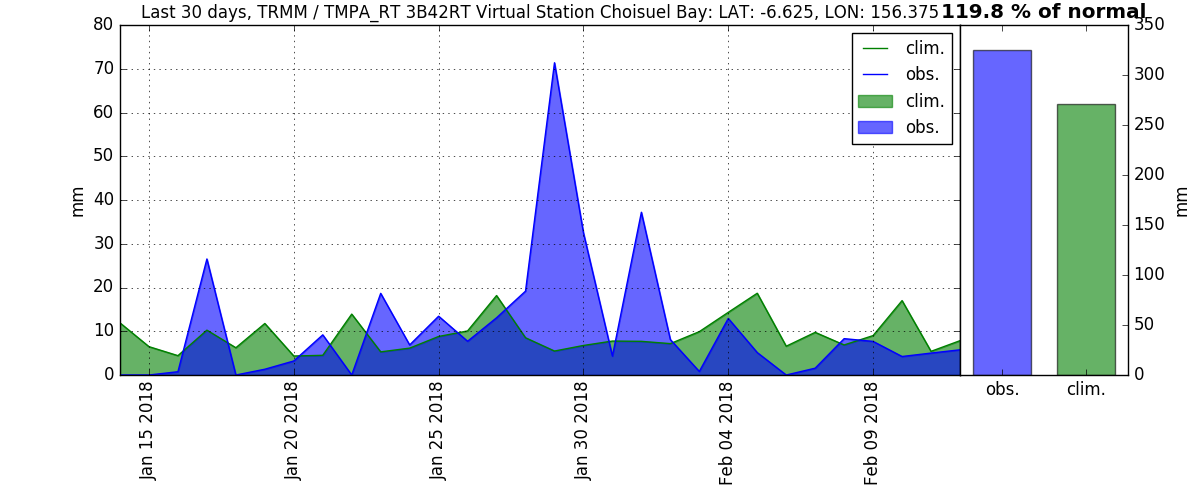 Last 30 days, TRMM / TMPA_RT 3B42RT Virtual Station Choisuel Bay: LAT: -6.625, LON: 156.375
119.8 % of normal
80
70
60
50
40
30
20
10
0
mm
clim.
obs.
clim.
obs.
350
300
250
200
150
100
50
0
mm
Jan 15 2018
Jan 20 2018
Jan 25 2018
Jan 30 2018
Feb 04 2018
Feb 09 2018
obs.
clim.